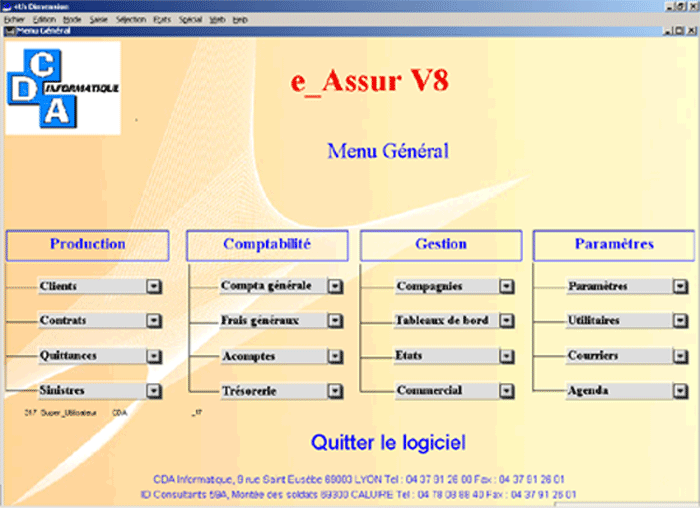 4th Dimension
Fichier Edition Mode Saisie Sélection Etats Spécial Web Help
Menu Général
CDA INFORMATIQUE
e_Assur V8
Menu Général
Production Comptabilité Gestion Paramètres
Clients Compta générale Compagnies Paramètres
Contrats Frais généraux Tableaux de bord Utilitaires
Quittances Acomptes Etats Courriers
Sinistres Trésorerie Commercial Agenda
Super_Utilisateur CDA
Quitter le logiciel
CDA Informatique, 9 rue Saint Eusèbe 69003 LYON Tel : 04 37 91 26 00 Fax : 04 37 91 26 01
ID Consultants 59A, Montée des soldats 69300 CALUIRE Tel : 04 78 08 88 40 Fax : 04 37 91 26 01